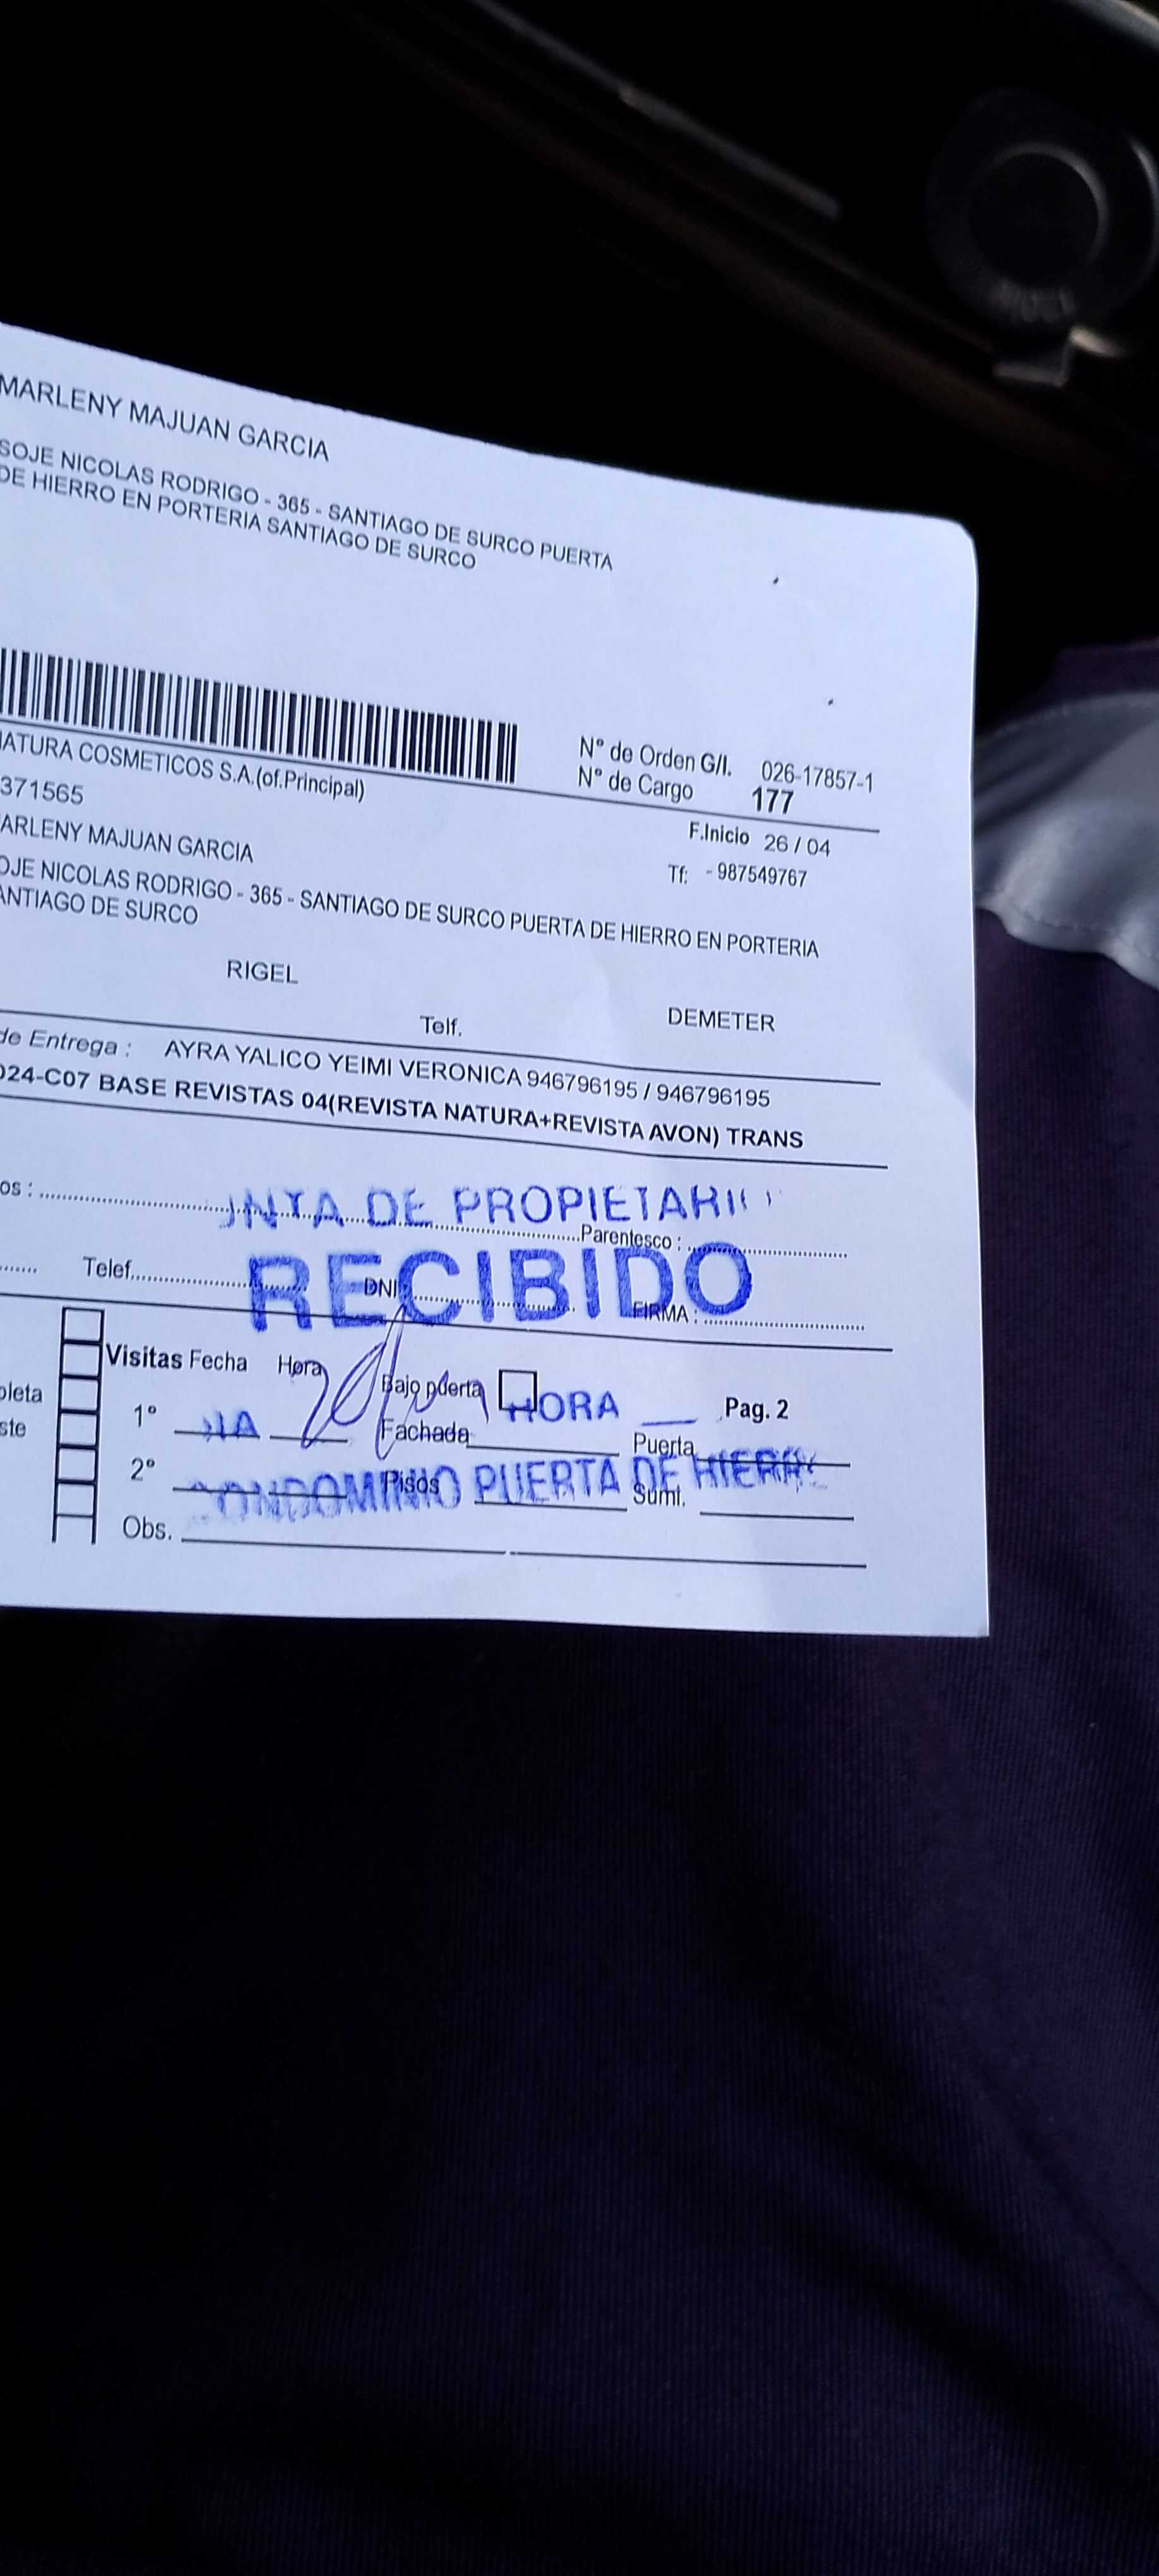 MARLENY MAJUAN GARCIA
SOJE NICOLAS RODRIGO - 365 - SANTIAGO DE SURCO PUERTA
DE HIERRO EN PORTERIA SANTIAGO DE SURCO
NATURA COSMETICOS S.A.(of.Principal)
N° de Orden G/I. 026-17857-1
N° de Cargo 177
371565
F.Inicio 26 / 04
ARLENY MAJUAN GARCIA
Tf: - 987549767
OJE NICOLAS RODRIGO - 365 - SANTIAGO DE SURCO PUERTA DE HIERRO EN PORTERIA
ANTIAGO DE SURCO
RIGEL
DEMETER
Telf.
de Entrega : AYRA YALICO YEIMI VERONICA 946796195 / 946796195
024-C07 BASE REVISTAS 04(REVISTA NATURA+REVISTA AVON) TRANS
UNTA DE PROPIETARI
os : Parentesco :
RECIBIDO
Telef. DNI FIRMA :
Visitas Fecha Hora Bajo puerta
HORA
Pag. 2
pleta
1° Fachada Puerta
ste
CONDOMINIO PUERTA DE HIERR
2° Pisos Sumi.
Obs.